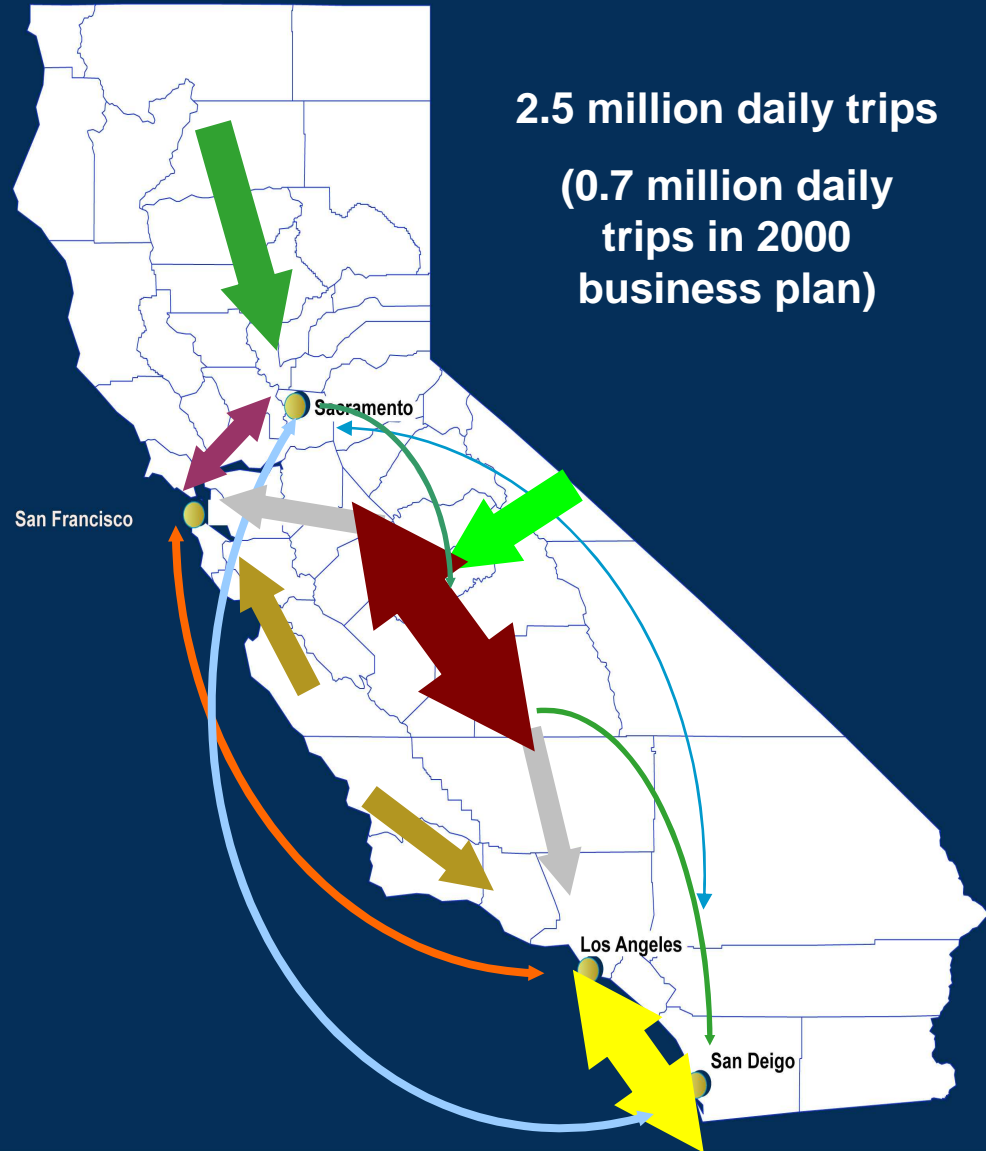 2.5 million daily trips
(0.7 million daily
trips in 2000
business plan)
Sacramento
San Francisco
Los Angeles
San Deigo